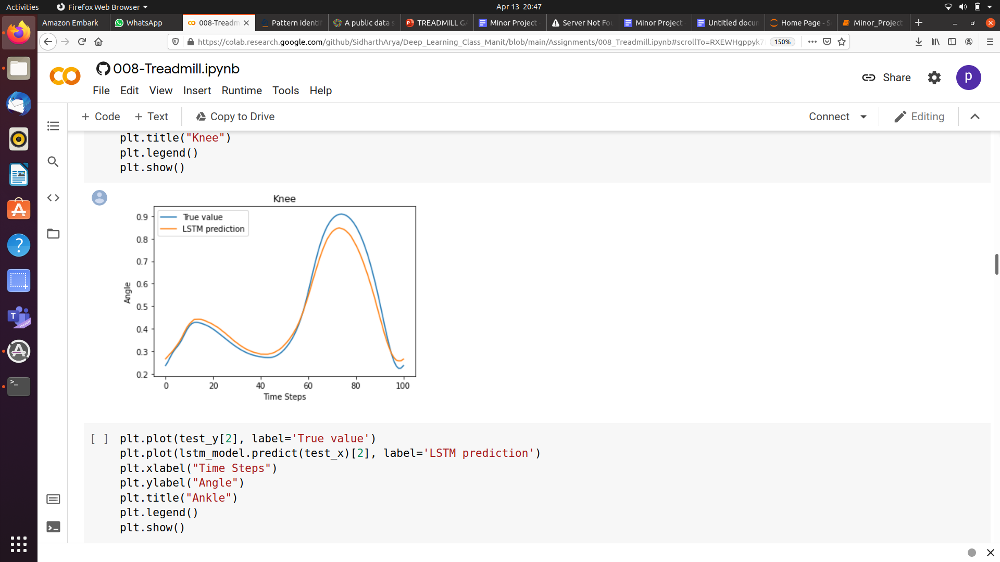 Activities
Firefox Web Browser
Apr 13 20:47
Amazon Embark
WhatsApp
008-Treadm
Pattern identif
A public data s
TREADMILL GA
Minor Project -
Server Not Fou
Minor Project -
Untitled docum
Home Page - S
Minor_Project
https://colab.research.google.com/github/SidharthArya/Deep_Learning_Class_Manit/blob/main/Assignments/008_Treadmill.ipynb#scrollTo=RXEWHgppyk7
150%
008-Treadmill.ipynb
File Edit View Insert Runtime Tools Help
Share
p
+ Code + Text Copy to Drive
Connect
Editing
plt.title("Knee")
plt.legend()
plt.show()
Knee
True value
LSTM prediction
0.9
0.8
0.7
0.6
0.5
0.4
0.3
0.2
Angle
0 20 40 60 80 100
Time Steps
[ ] plt.plot(test_y[2], label='True value')
plt.plot(lstm_model.predict(test_x)[2], label='LSTM prediction')
plt.xlabel("Time Steps")
plt.ylabel("Angle")
plt.title("Ankle")
plt.legend()
plt.show()